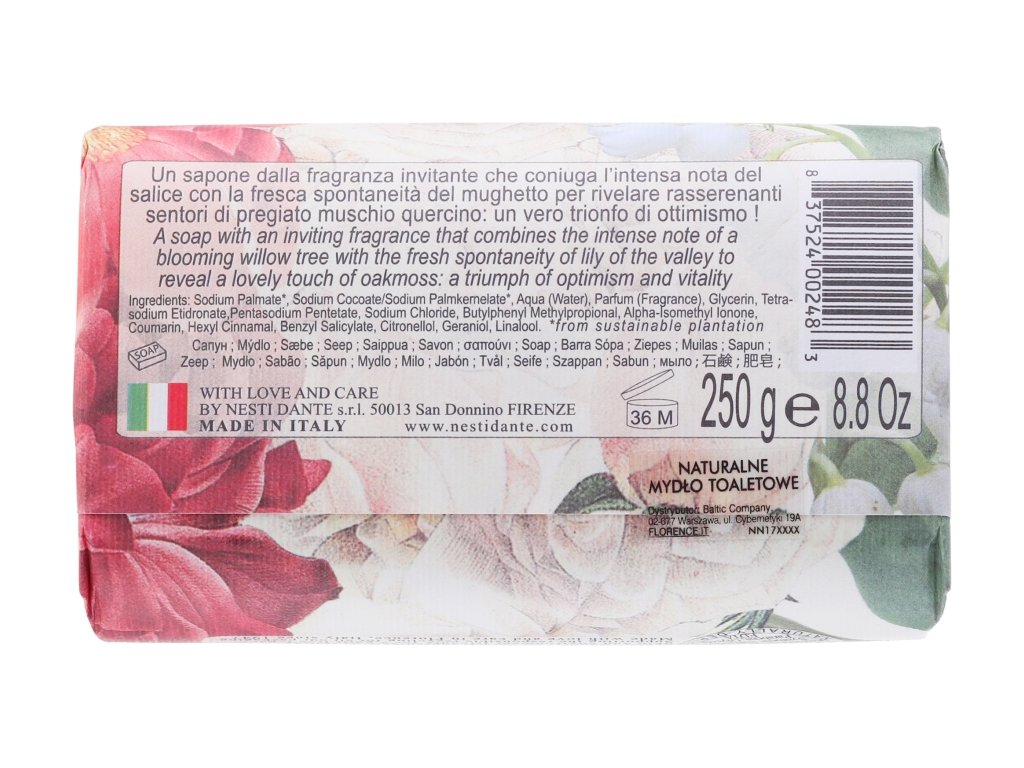 Un sapone dalla fragranza invitante che coniuga l'intensa nota del
salice con la fresca spontaneità del mughetto per rivelare rasserenanti
sentori di pregiato muschio quercino: un vero trionfo di ottimismo !
A soap with an inviting fragrance that combines the intense note of a
blooming willow tree with the fresh spontaneity of lily of the valley to
reveal a lovely touch of oakmoss: a triumph of optimism and vitality
Ingredients: Sodium Palmate*, Sodium Cocoate/Sodium Palmkernelate*, Aqua (Water), Parfum (Fragrance), Glycerin, Tetra-
sodium Etidronate,Pentasodium Pentetate, Sodium Chloride, Butylphenyl Methylpropional, Alpha-Isomethyl Ionone,
Coumarin, Hexyl Cinnamal, Benzyl Salicylate, Citronellol, Geraniol, Linalool. *from sustainable plantation
SOAP
Сапун ; Mýdlo ; Sæbe ; Seep ; Saippua ; Savon ; σαπούνι ; Soap ; Barra Sópa ; Ziepes ; Muilas ; Sapun ;
Zeep ; Mydło ; Sabão ; Săpun ; Mydlo ; Milo ; Jabón ; Tvål ; Seife ; Szappan ; Sabun ; мыло ; 石鹸 ; 肥皂 ;
WITH LOVE AND CARE
BY NESTI DANTE s.r.l. 50013 San Donnino FIRENZE
MADE IN ITALY www.nestidante.com
36 M
250 g e 8.8 Oz
8 37524 00248 3
NATURALNE
MYDŁO TOALETOWE
Dystrybutor: Baltic Company
02-677 Warszawa, ul. Cybernetyki 19A
FLORENCE.IT NN17XXXX